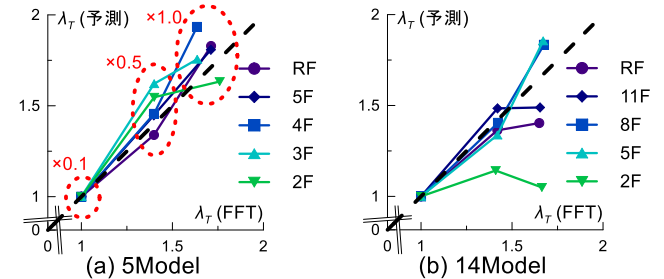 λT (予測)
2
1.5
1
0
×0.1
×0.5
×1.0
λT (FFT)
0
1
1.5
2
RF
5F
4F
3F
2F
(a) 5Model
λT (予測)
2
1.5
1
0
λT (FFT)
0
1
1.5
2
RF
11F
8F
5F
2F
(b) 14Model